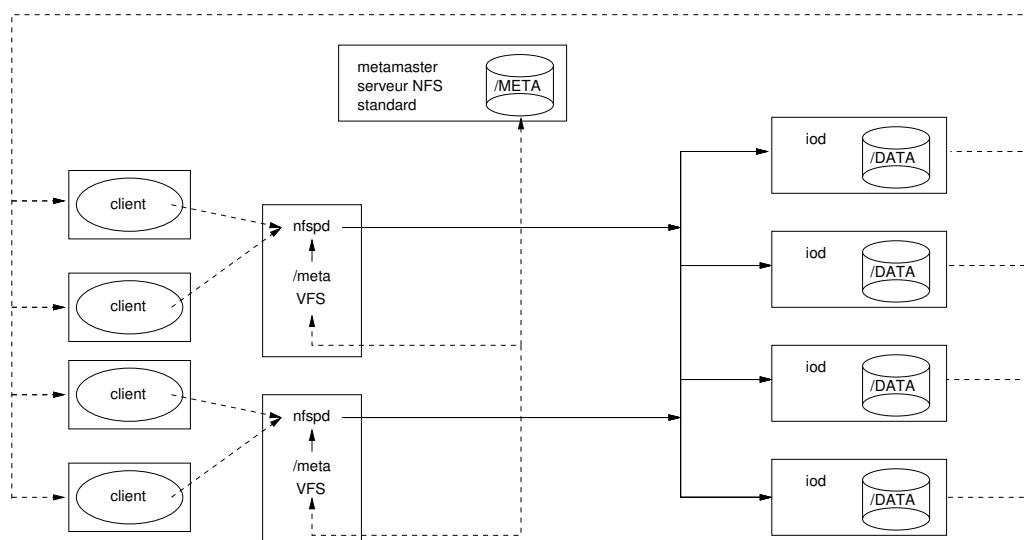 metamaster
serveur NFS
standard
/META
client
client
client
client
nfspd
/meta
VFS
nfspd
/meta
VFS
iod
/DATA
iod
/DATA
iod
/DATA
iod
/DATA